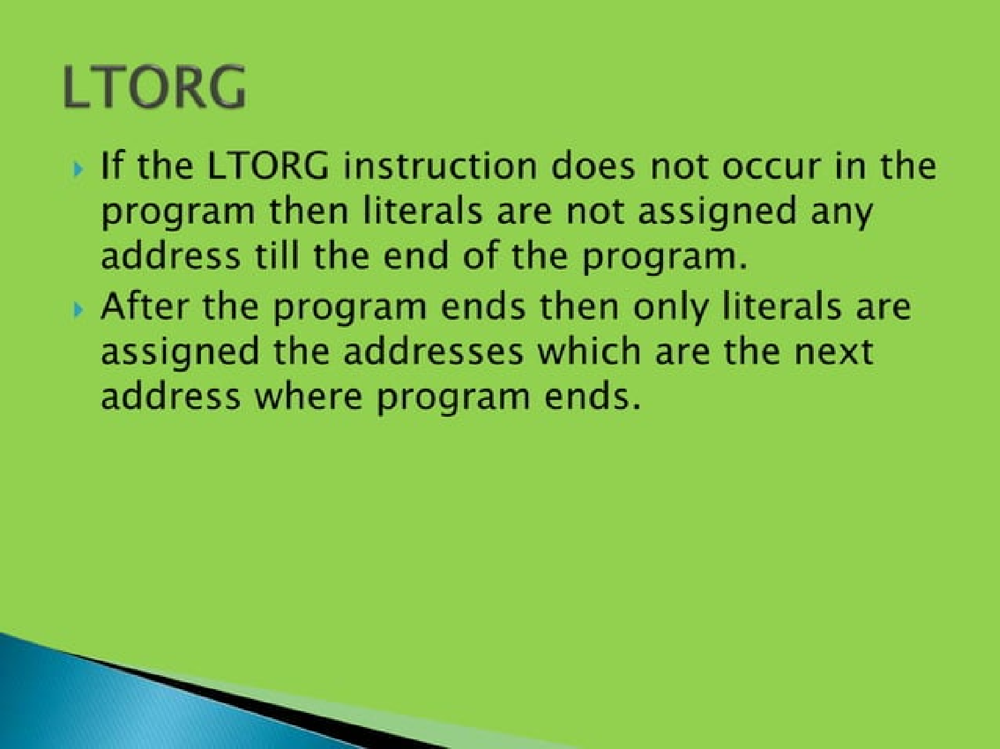 LTORG
If the LTORG instruction does not occur in the
program then literals are not assigned any
address till the end of the program.
After the program ends then only literals are
assigned the addresses which are the next
address where program ends.